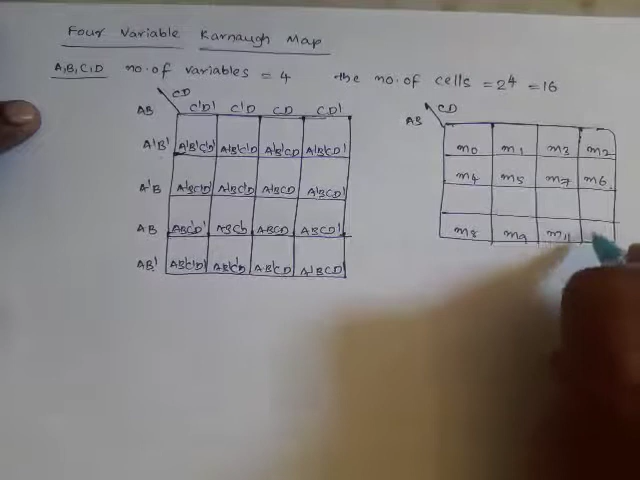 Four Variable Karnaugh Map
A,B,C,D no. of variables = 4 the no. of cells = 2⁴ = 16
CD
AB C'D' C'D CD CD'
A'B' A'B'C'D' A'B'C'D A'B'CD A'B'CD'
A'B A'BC'D' A'BC'D A'BCD A'BCD'
AB ABC'D' ABC'D ABCD ABCD'
AB' AB'C'D' AB'C'D AB'CD A'BCD'
CD
AB
m0 m1 m3 m2
m4 m5 m7 m6
m8 m9 m11